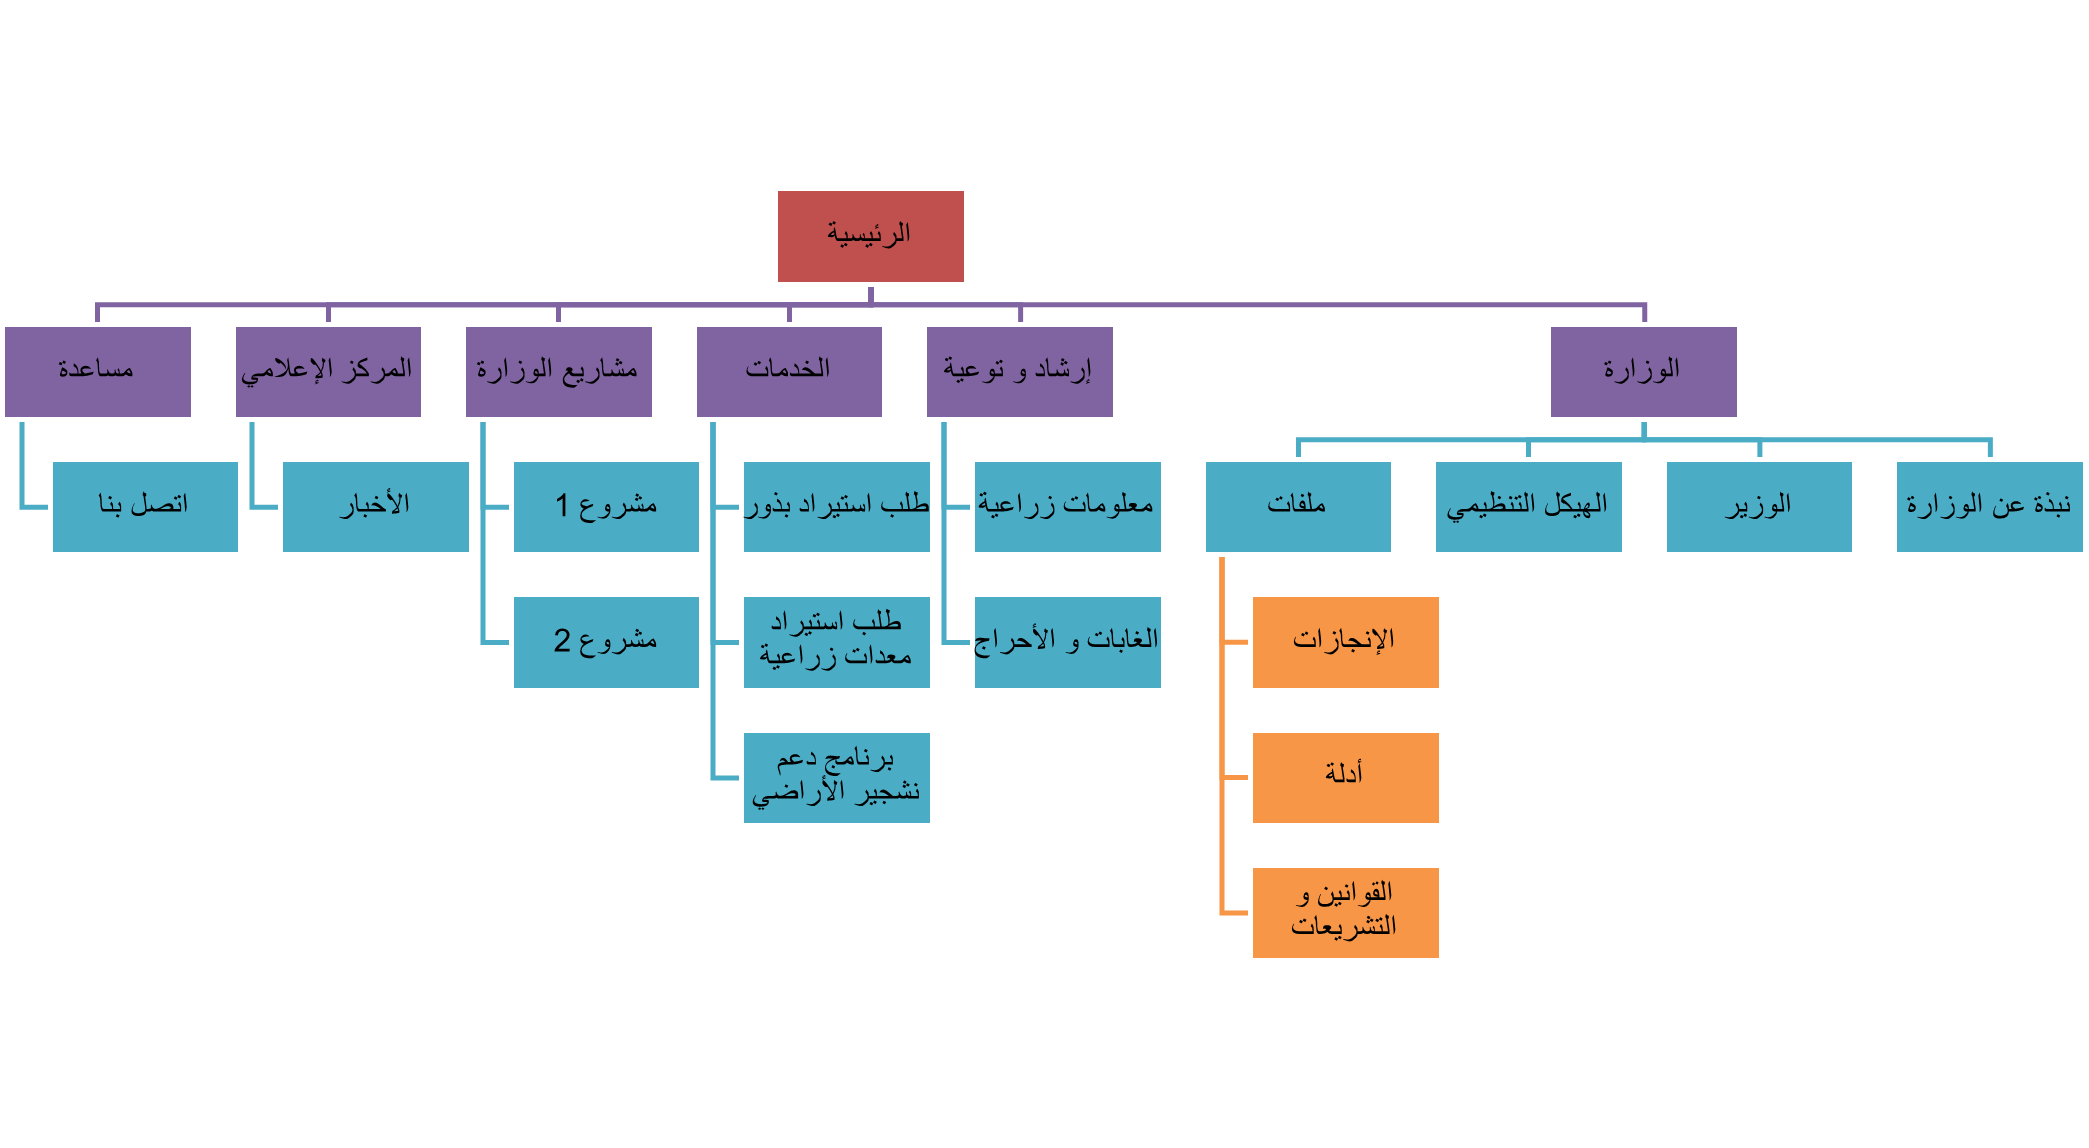 الرئيسية
الوزارة
إرشاد و توعية
الخدمات
مشاريع الوزارة
المركز الإعلامي
مساعدة
نبذة عن الوزارة
الوزير
الهيكل التنظيمي
ملفات
معلومات زراعية
طلب استيراد بذور
مشروع 1
الأخبار
اتصل بنا
الإنجازات
الغابات و الأحراج
طلب استيراد
معدات زراعية
مشروع 2
أدلة
برنامج دعم
نشجير الأراضي
القوانين و
التشريعات